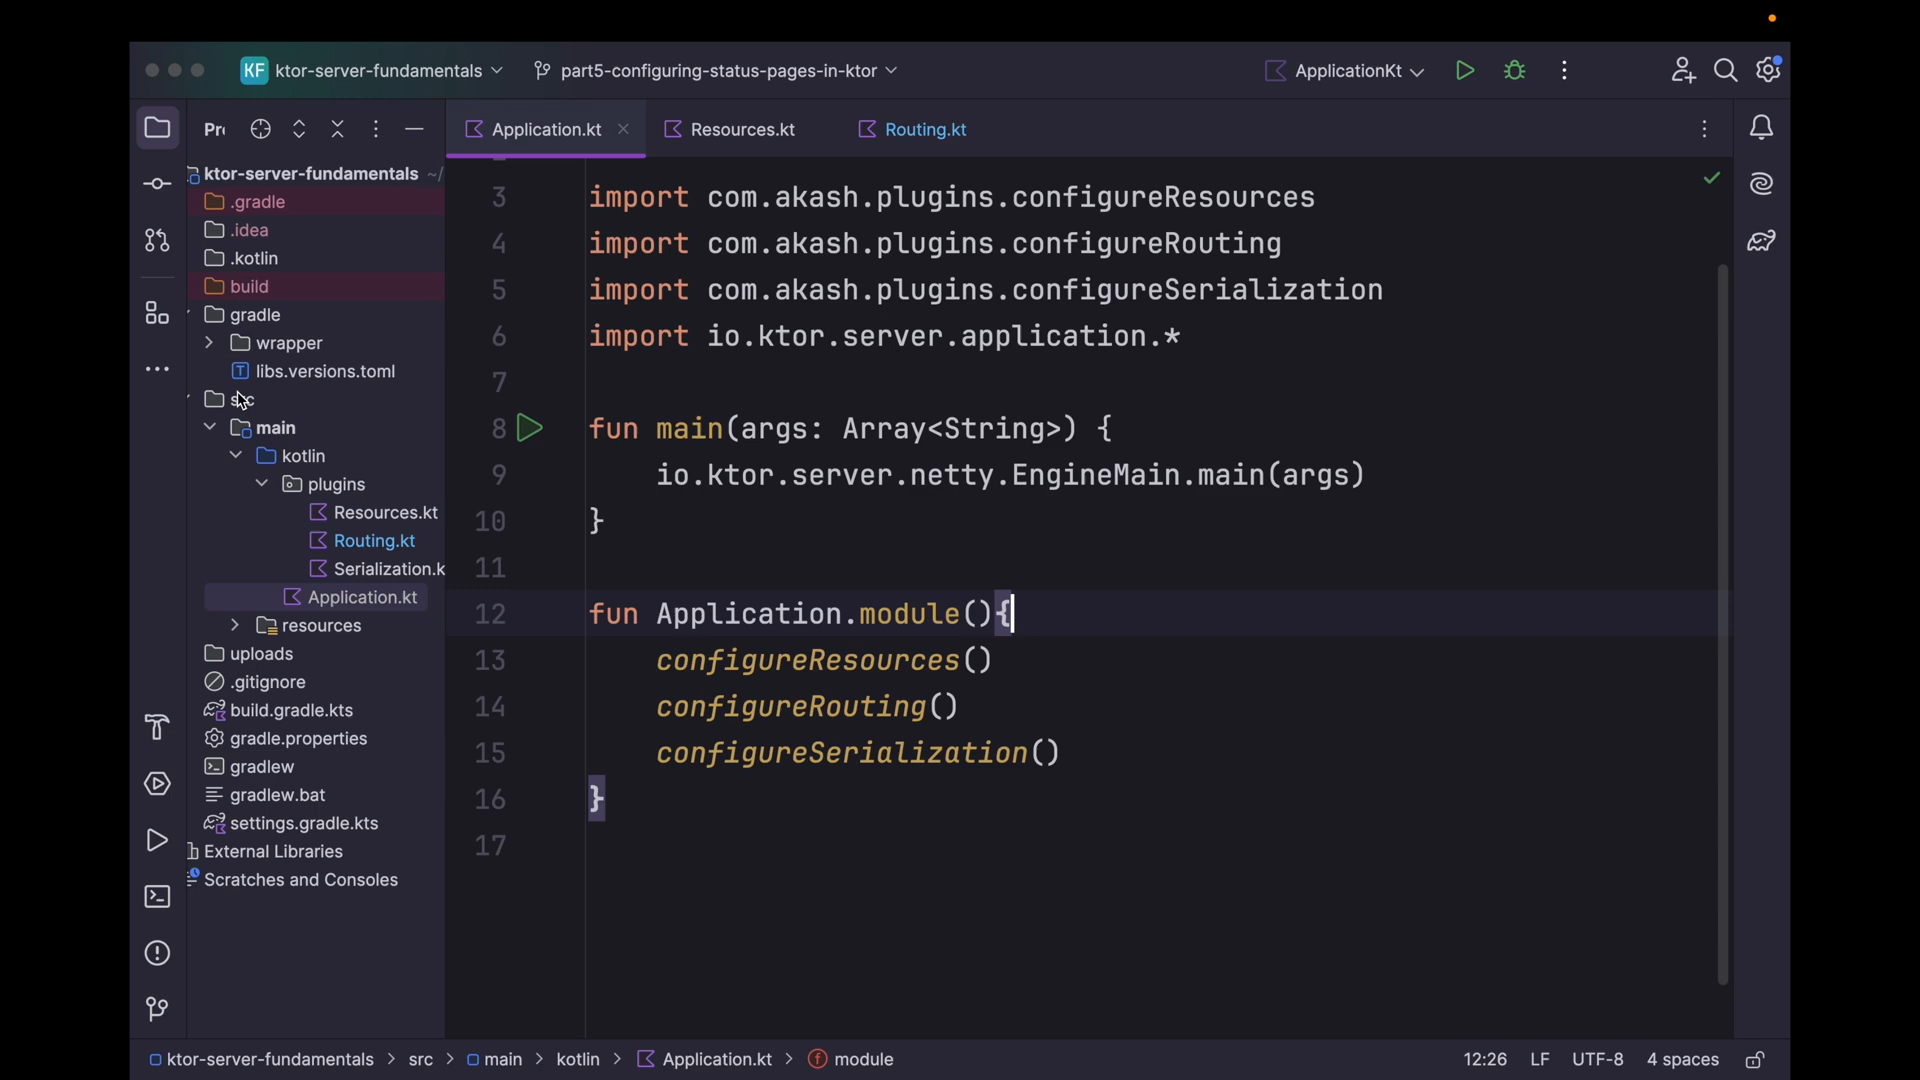 KF ktor-server-fundamentals part5-configuring-status-pages-in-ktor ApplicationKt
Application.kt Resources.kt Routing.kt
ktor-server-fundamentals ~/
.gradle
.idea
.kotlin
build
gradle
wrapper
libs.versions.toml
main
kotlin
plugins
Resources.kt
Routing.kt
Serialization.k
Application.kt
resources
uploads
.gitignore
build.gradle.kts
gradle.properties
gradlew
gradlew.bat
settings.gradle.kts
External Libraries
Scratches and Consoles
3 import com.akash.plugins.configureResources
4 import com.akash.plugins.configureRouting
5 import com.akash.plugins.configureSerialization
6 import io.ktor.server.application.*
7
8 fun main(args: Array<String>) {
9 io.ktor.server.netty.EngineMain.main(args)
10 }
11
12 fun Application.module(){
13 configureResources()
14 configureRouting()
15 configureSerialization()
16 }
17
ktor-server-fundamentals > src > main > kotlin > Application.kt > module 12:26 LF UTF-8 4 spaces